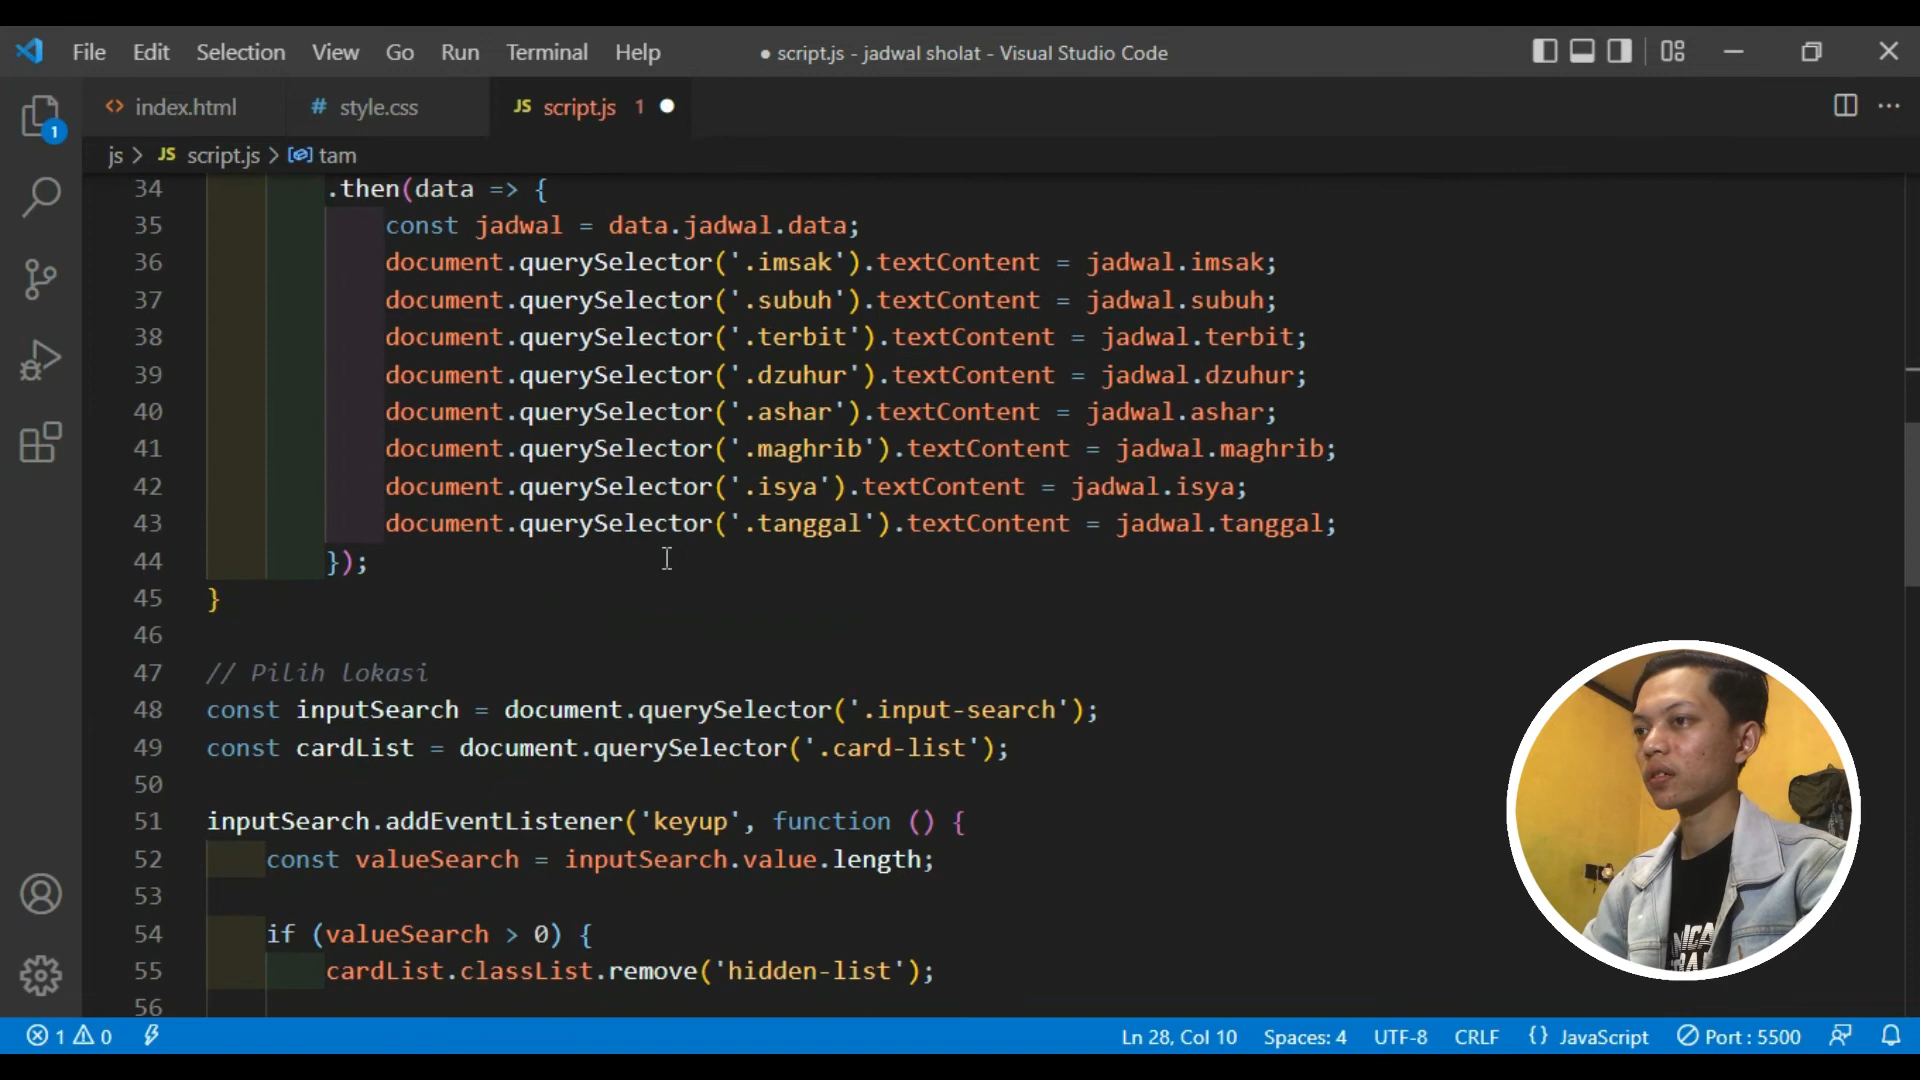 File Edit Selection View Go Run Terminal Help ● script.js - jadwal sholat - Visual Studio Code
<> index.html # style.css JS script.js 1 ●
js > JS script.js > tam
1
34 .then(data => {
35 const jadwal = data.jadwal.data;
36 document.querySelector('.imsak').textContent = jadwal.imsak;
37 document.querySelector('.subuh').textContent = jadwal.subuh;
38 document.querySelector('.terbit').textContent = jadwal.terbit;
39 document.querySelector('.dzuhur').textContent = jadwal.dzuhur;
40 document.querySelector('.ashar').textContent = jadwal.ashar;
41 document.querySelector('.maghrib').textContent = jadwal.maghrib;
42 document.querySelector('.isya').textContent = jadwal.isya;
43 document.querySelector('.tanggal').textContent = jadwal.tanggal;
44 });
45 }
46
47 // Pilih lokasi
48 const inputSearch = document.querySelector('.input-search');
49 const cardList = document.querySelector('.card-list');
50
51 inputSearch.addEventListener('keyup', function () {
52 const valueSearch = inputSearch.value.length;
53
54 if (valueSearch > 0) {
55 cardList.classList.remove('hidden-list');
56
1 0 Ln 28, Col 10 Spaces: 4 UTF-8 CRLF {} JavaScript Port : 5500